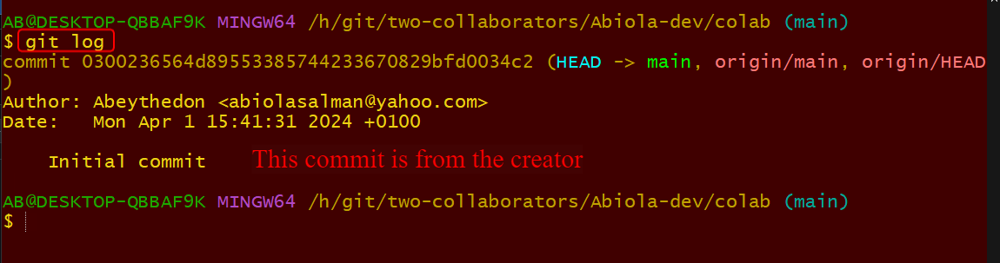 AB@DESKTOP-QBBAF9K MINGW64 /h/git/two-collaborators/Abiola-dev/colab (main)
$ git log
commit 0300236564d89553385744233670829bfd0034c2 (HEAD -> main, origin/main, origin/HEAD
)
Author: Abeythedon <abiolasalman@yahoo.com>
Date:   Mon Apr 1 15:41:31 2024 +0100
Initial commit This commit is from the creator
AB@DESKTOP-QBBAF9K MINGW64 /h/git/two-collaborators/Abiola-dev/colab (main)
$